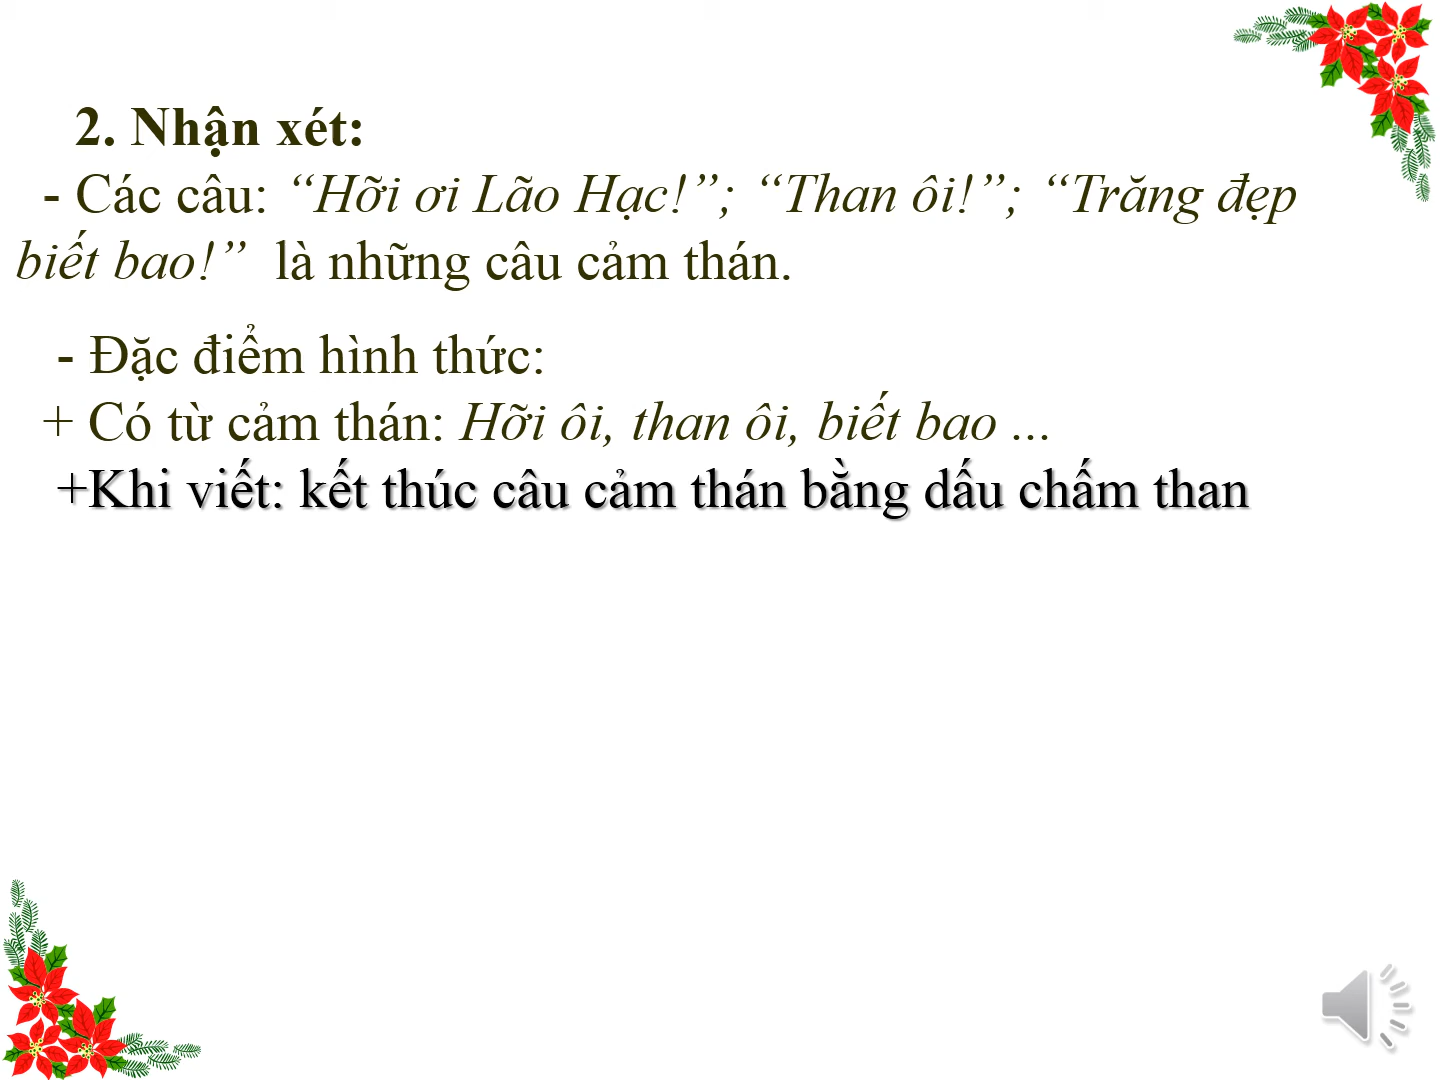 2. Nhận xét:
- Các câu: “Hỡi ơi Lão Hạc!”; “Than ôi!”; “Trăng đẹp
biết bao!” là những câu cảm thán.
- Đặc điểm hình thức:
+ Có từ cảm thán: Hỡi ôi, than ôi, biết bao ...
+Khi viết: kết thúc câu cảm thán bằng dấu chấm than